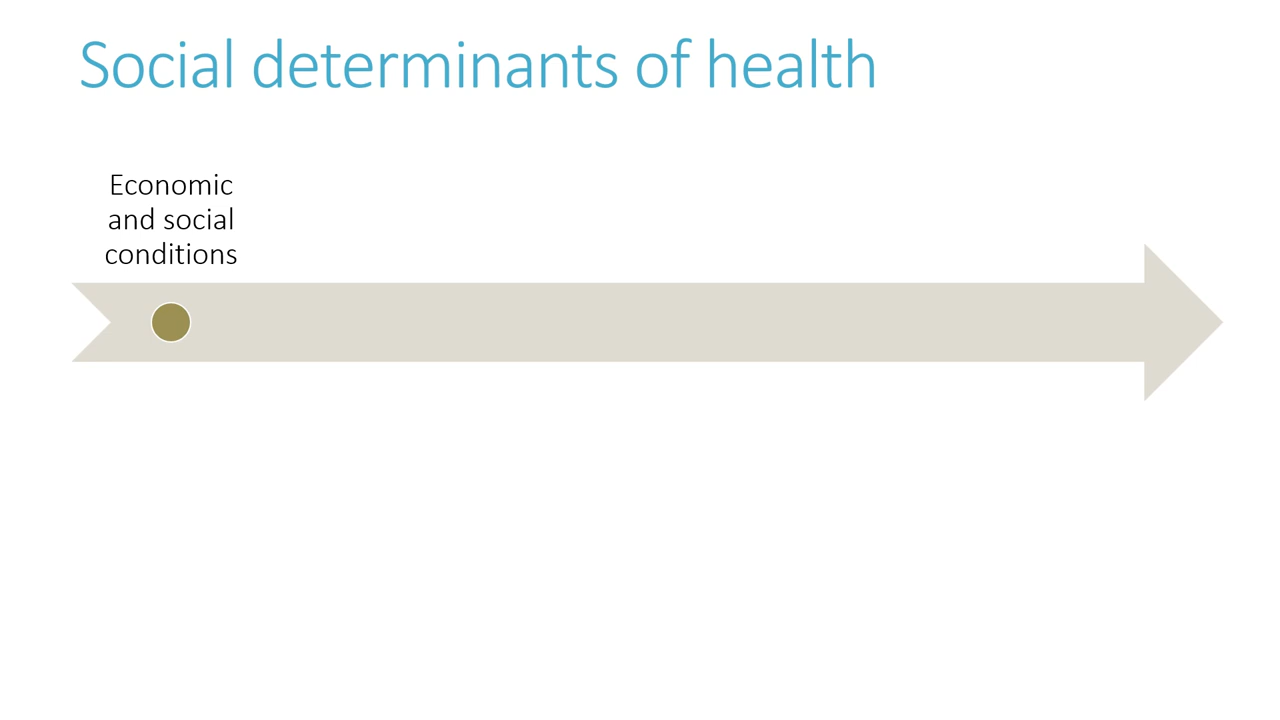 Social determinants of health
Economic
and social
conditions